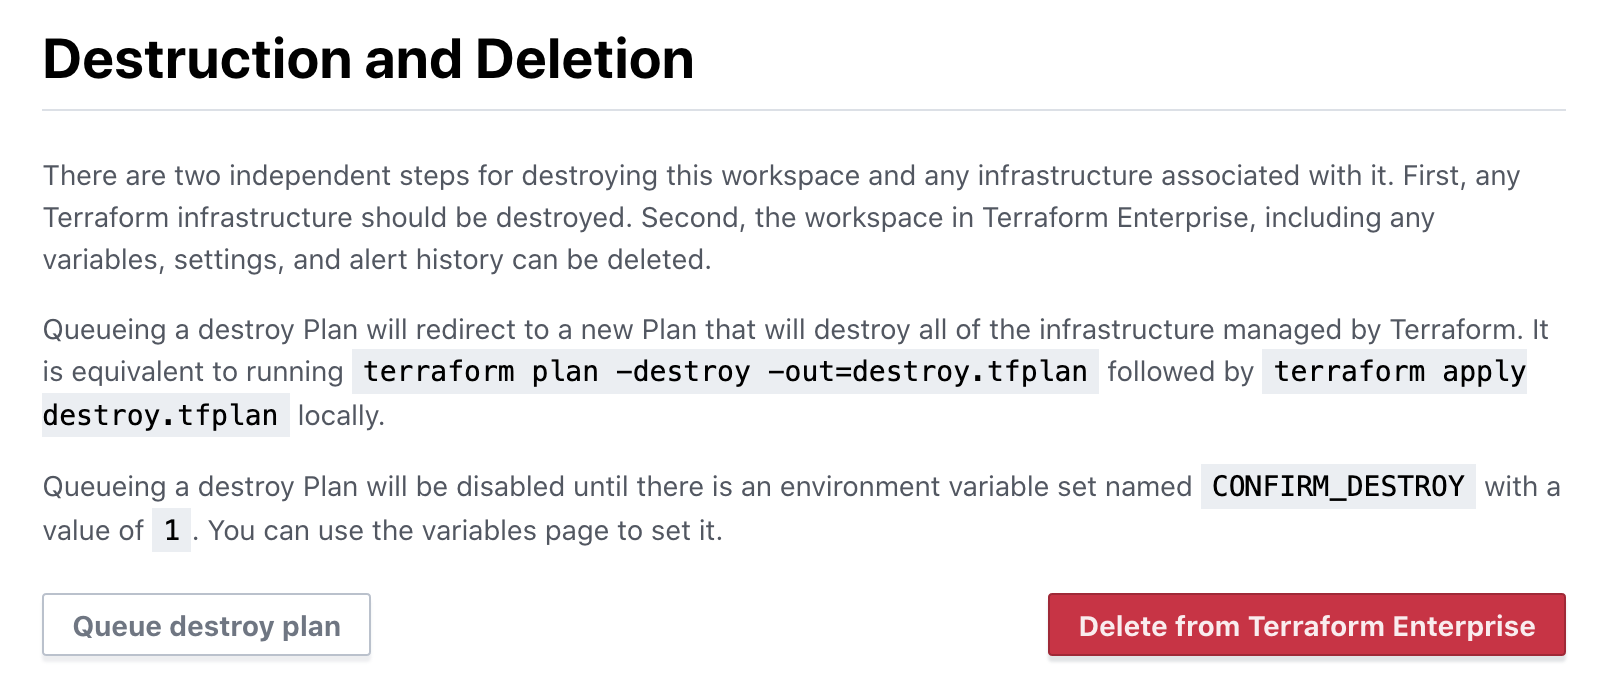 Destruction and Deletion
There are two independent steps for destroying this workspace and any infrastructure associated with it. First, any
Terraform infrastructure should be destroyed. Second, the workspace in Terraform Enterprise, including any
variables, settings, and alert history can be deleted.
Queueing a destroy Plan will redirect to a new Plan that will destroy all of the infrastructure managed by Terraform. It
is equivalent to running terraform plan -destroy -out=destroy.tfplan followed by terraform apply
destroy.tfplan locally.
Queueing a destroy Plan will be disabled until there is an environment variable set named CONFIRM_DESTROY with a
value of 1. You can use the variables page to set it.
Queue destroy plan Delete from Terraform Enterprise